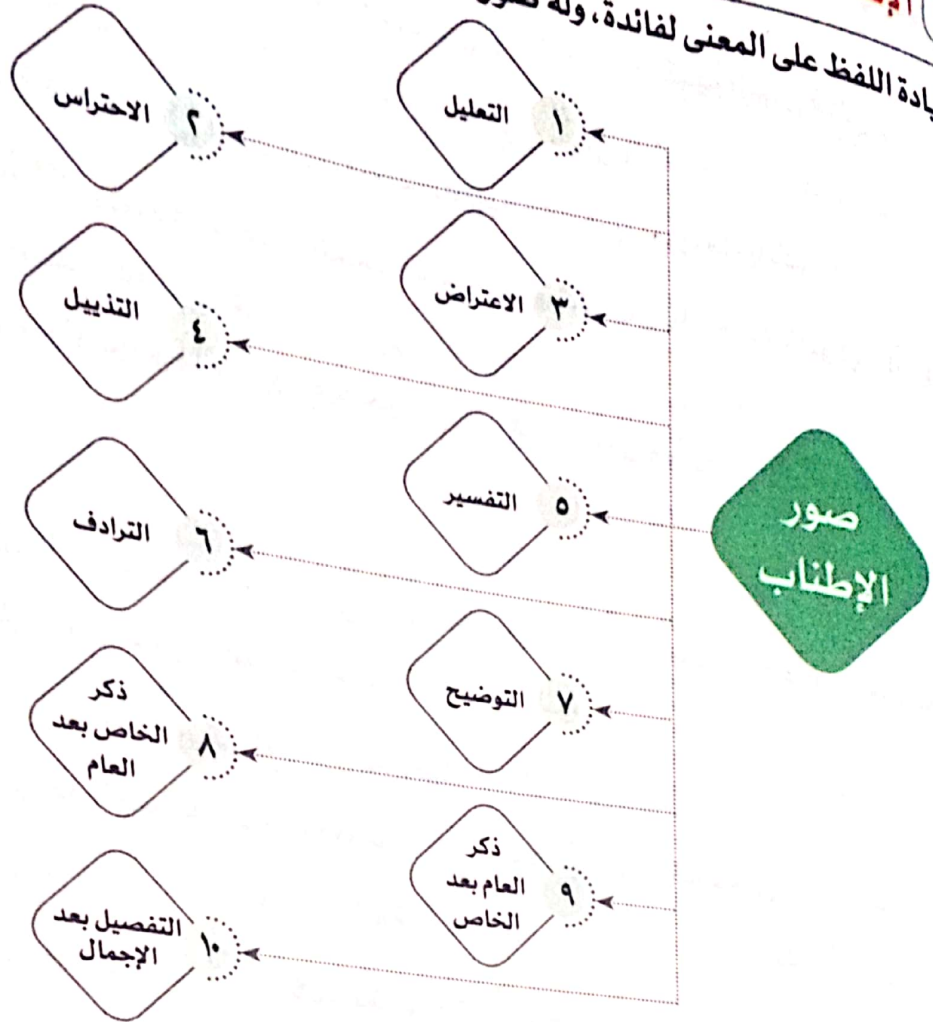 زيادة اللفظ على المعنى لفائدة، وله
صور
الإطناب
١ التعليل
٢ الاحتراس
٣ الاعتراض
٤ التذييل
٥ التفسير
٦ الترادف
٧ التوضيح
٨ ذكر
الخاص بعد
العام
٩ ذكر
العام بعد
الخاص
١٠ التفصيل بعد
الإجمال